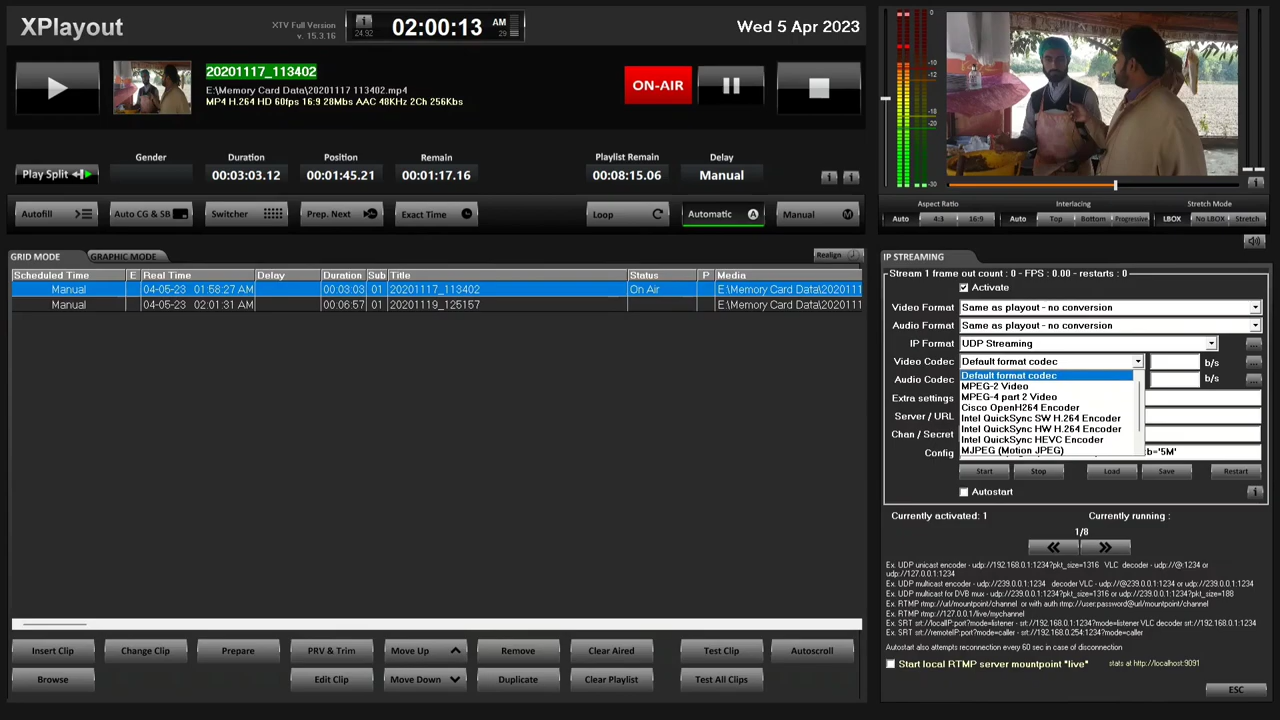 XPlayout
XTV Full Version
v. 15.3.16
24.92
02:00:13
AM
29
Wed 5 Apr 2023
20201117_113402
E:\Memory Card Data\20201117 113402.mp4
MP4 H.264 HD 60fps 16:9 28Mbs AAC 48KHz 2Ch 256Kbs
ON-AIR
Play Split
Gender
Duration
00:03:03.12
Position
00:01:45.21
Remain
00:01:17.16
Playlist Remain
00:08:15.06
Delay
Manual
Autofill
Auto CG & SB
Switcher
Prep. Next
Exact Time
Loop
Automatic
A
Manual
M
0
-10
-12
-16
-18
-20
-30
Aspect Ratio
Interlacing
Stretch Mode
Auto 4:3 16:9 Auto Top Bottom Progressive LBOX No LBOX Stretch
GRID MODE
GRAPHIC MODE
Realign
Scheduled Time E Real Time Delay Duration Sub Title Status P Media
Manual 04-05-23 01:58:27 AM 00:03:03 01 20201117_113402 On Air E:\Memory Card Data\2020111
Manual 04-05-23 02:01:31 AM 00:06:57 01 20201119_125157 E:\Memory Card Data\2020111
Insert Clip
Change Clip
Prepare
PRV & Trim
Move Up
Remove
Clear Aired
Test Clip
Autoscroll
Browse
Edit Clip
Move Down
Duplicate
Clear Playlist
Test All Clips
IP STREAMING
Stream 1 frame out count : 0 - FPS : 0.00 - restarts : 0
Activate
Video Format Same as playout - no conversion
Audio Format Same as playout - no conversion
IP Format UDP Streaming ...
Video Codec Default format codec b/s ...
Audio Codec b/s ...
Default format codec
MPEG-2 Video
MPEG-4 part 2 Video
Cisco OpenH264 Encoder
Intel QuickSync SW H.264 Encoder
Intel QuickSync HW H.264 Encoder
Intel QuickSync HEVC Encoder
MJPEG (Motion JPEG)
Extra settings
Server / URL
Chan / Secret
Config b='5M'
Start Stop Load Save Restart
Autostart
Currently activated: 1
Currently running :
1/8
Ex. UDP unicast encoder - udp://192.168.0.1:1234?pkt_size=1316 VLC decoder - udp://@:1234 or
udp://127.0.0.1:1234
Ex. UDP multicast encoder - udp://239.0.0.1:1234 decoder VLC - udp://@239.0.0.1:1234 or udp://239.0.0.1:1234
Ex. UDP multicast for DVB mux - udp://239.0.0.1:1234?pkt_size=1316 or udp://239.0.0.1:1234?pkt_size=188
Ex. RTMP rtmp://url/mountpoint/channel or with auth rtmp://user:password@url/mountpoint/channel
Ex. RTMP rtmp://127.0.0.1/live/mychannel
Ex. SRT srt://localIP:port?mode=listener - srt://192.168.0.1:1234?mode=listener VLC decoder srt://192.168.0.1:1234
Ex. SRT srt://remoteIP:port?mode=caller - srt://192.168.0.254:1234?mode=caller
Autostart also attempts reconnection every 60 sec in case of disconnection
Start local RTMP server mountpoint "live"
stats at http://localhost:9091
ESC